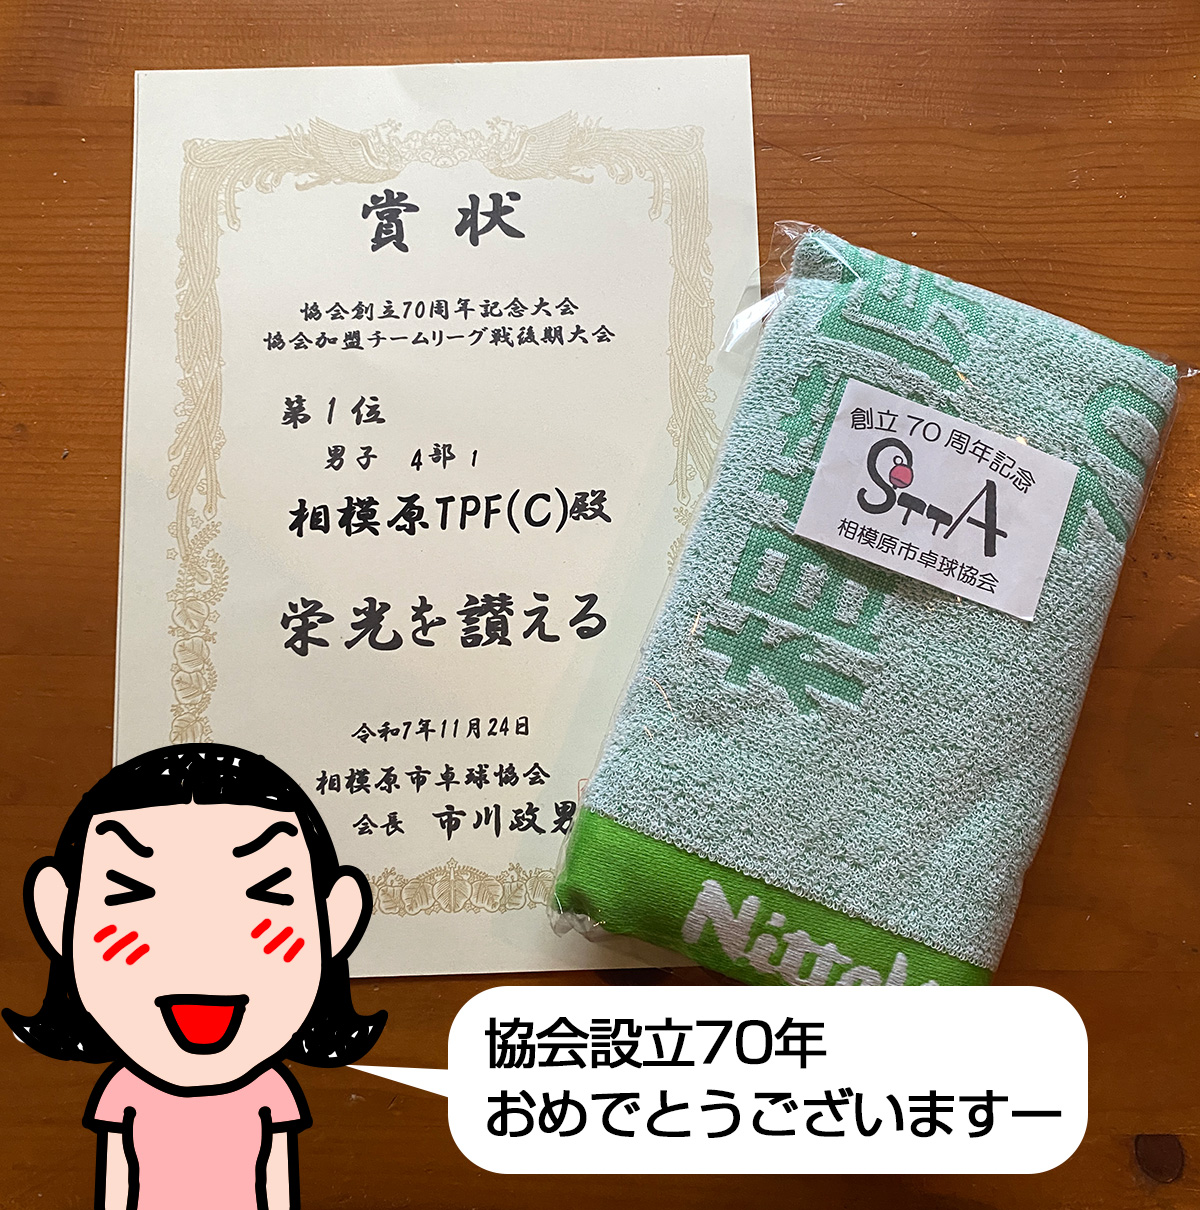 賞状
協会創立70周年記念大会
協会加盟チームリーグ戦後期大会
第1位
男子 4部1
相模原TPF(C)殿
栄光を讃える
令和7年11月24日
相模原市卓球協会
会長 市川政男
創立70周年記念
STTA
相模原市卓球協会
協会設立70年
おめでとうございますー